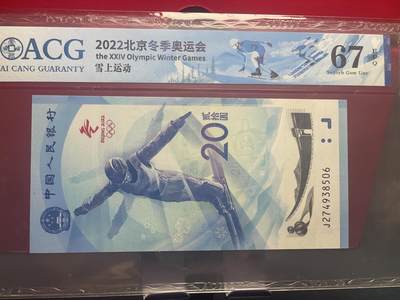 ACG
AI CANG GUARANTY
2022北京冬季奥运会
the XXIV Olympic Winter Games
雪上运动
67
EPQ
Superb Gem Unc
中国人民银行
BEIJING 2022
20
贰拾圆
J274938506